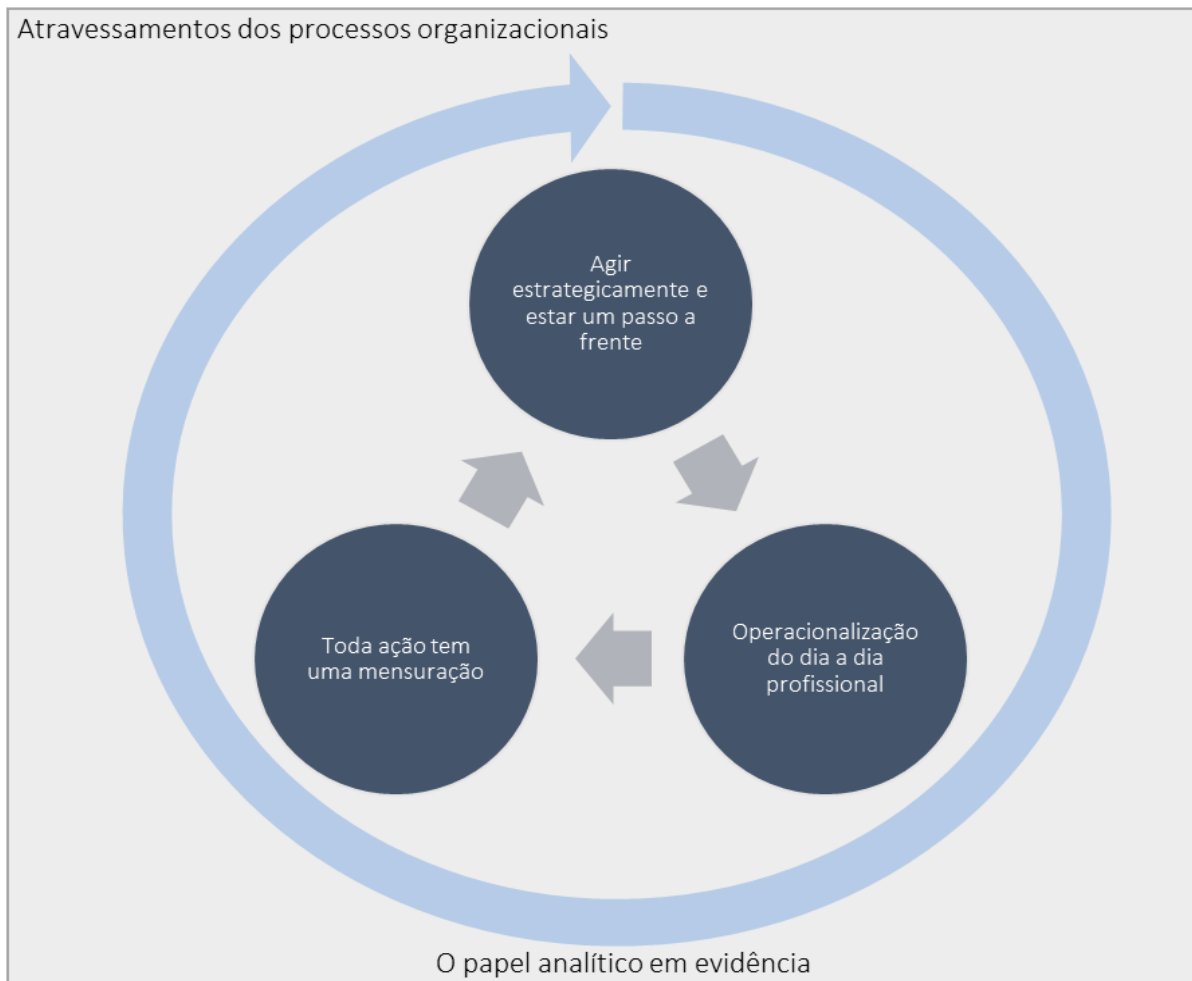 Atravessamentos dos processos organizacionais
Agir
estrategicamente e
estar um passo a
frente
Toda ação tem
uma mensuração
Operacionalização
do dia a dia
profissional
O papel analítico em evidência